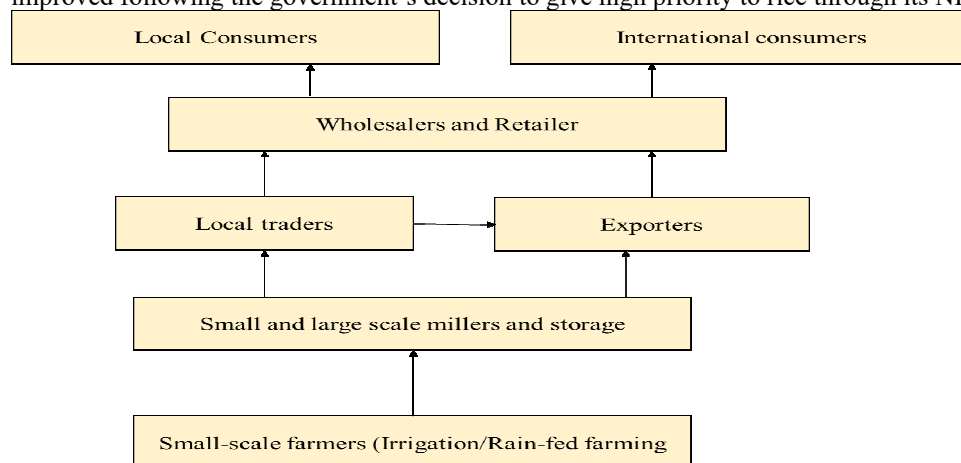 improved following the government's decision to give high priority to rice through its
Local Consumers
International consumers
Wholesalers and Retailer
Local traders
Exporters
Small and large scale millers and storage
Small-scale farmers (Irrigation/Rain-fed farming